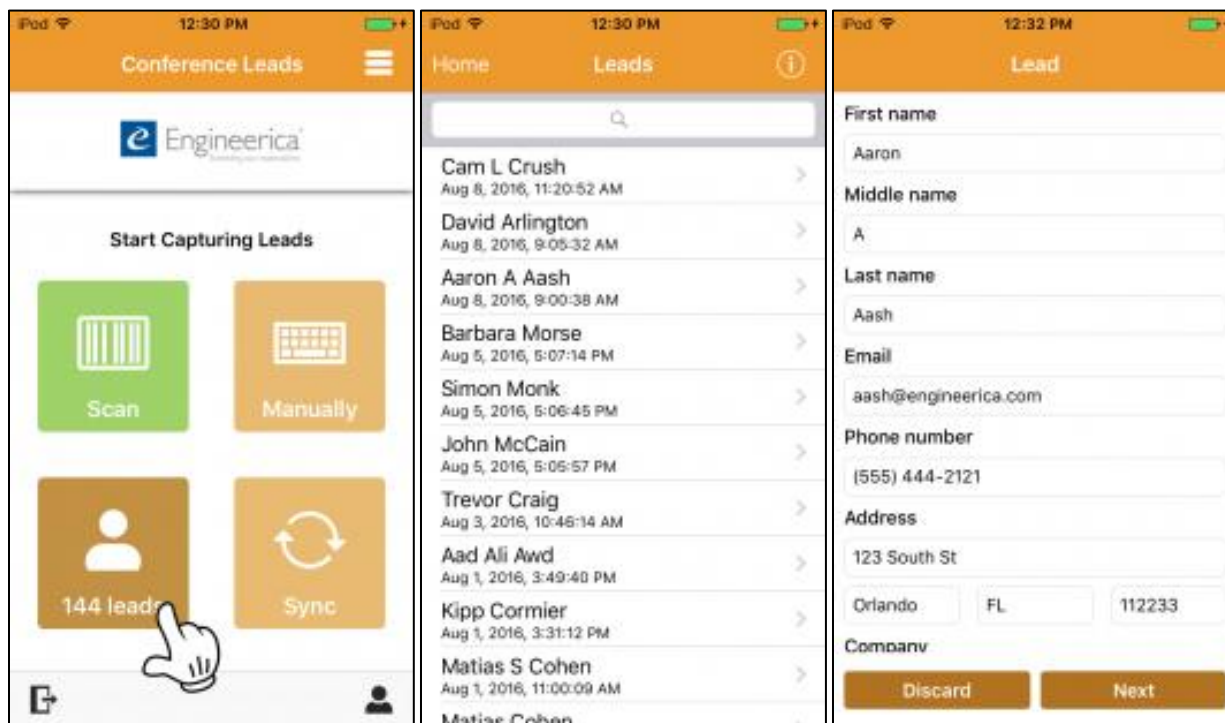 iPod 12:30 PM
Conference Leads
e Engineerica
Start Capturing Leads
Scan Manually
144 leads Sync
iPod 12:30 PM
Home Leads i
Cam L Crush
Aug 8, 2016, 11:20:52 AM
David Arlington
Aug 8, 2016, 9:05:32 AM
Aaron A Aash
Aug 8, 2016, 9:00:38 AM
Barbara Morse
Aug 5, 2016, 5:07:14 PM
Simon Monk
Aug 5, 2016, 5:06:45 PM
John McCain
Aug 5, 2016, 5:05:57 PM
Trevor Craig
Aug 3, 2016, 10:46:14 AM
Aad Ali Awd
Aug 1, 2016, 3:49:40 PM
Kipp Cormier
Aug 1, 2016, 3:31:12 PM
Matias S Cohen
Aug 1, 2016, 11:00:09 AM
Matias Cohen
iPod 12:32 PM
Lead
First name
Aaron
Middle name
A
Last name
Aash
Email
aash@engineerica.com
Phone number
(555) 444-2121
Address
123 South St
Orlando FL 112233
Company
Discard Next